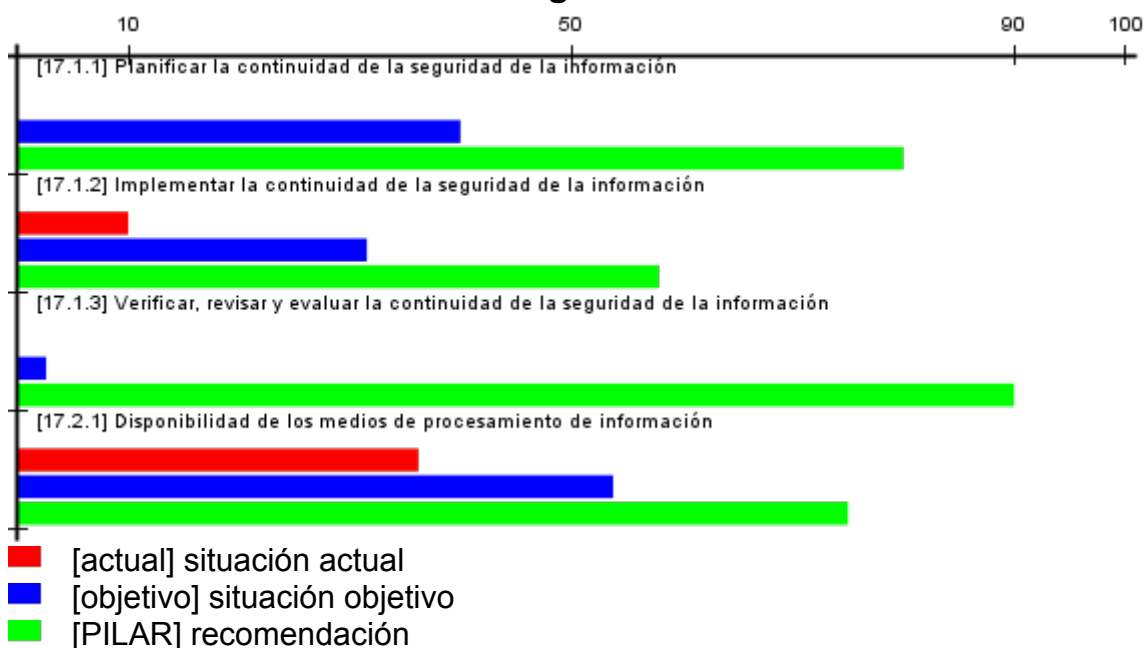 10 50 90 100
[17.1.1] Planificar la continuidad de la seguridad de la información
[17.1.2] Implementar la continuidad de la seguridad de la información
[17.1.3] Verificar, revisar y evaluar la continuidad de la seguridad de la información
[17.2.1] Disponibilidad de los medios de procesamiento de información
[actual] situación actual
[objetivo] situación objetivo
[PILAR] recomendación